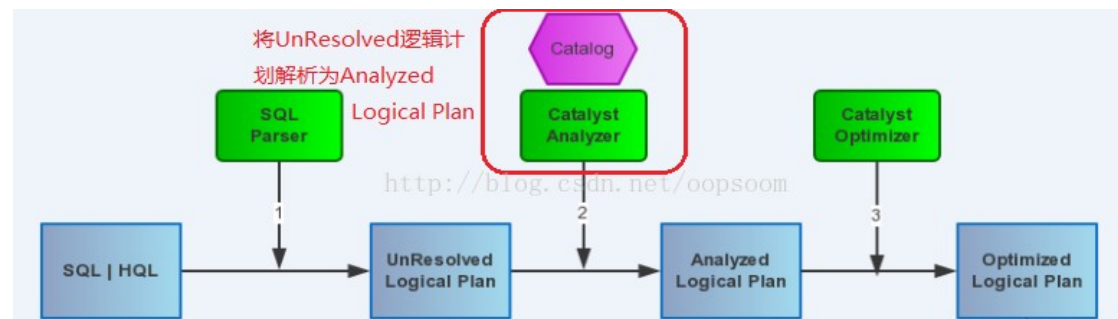 将UnResolved逻辑计
划解析为Analyzed
Logical Plan
Catalog
SQL
Parser
Catalyst
Analyzer
Catalyst
Optimizer
http://blog.csdn.net/oopsoom
1
2
3
SQL | HQL
UnResolved
Logical Plan
Analyzed
Logical Plan
Optimized
Logical Plan